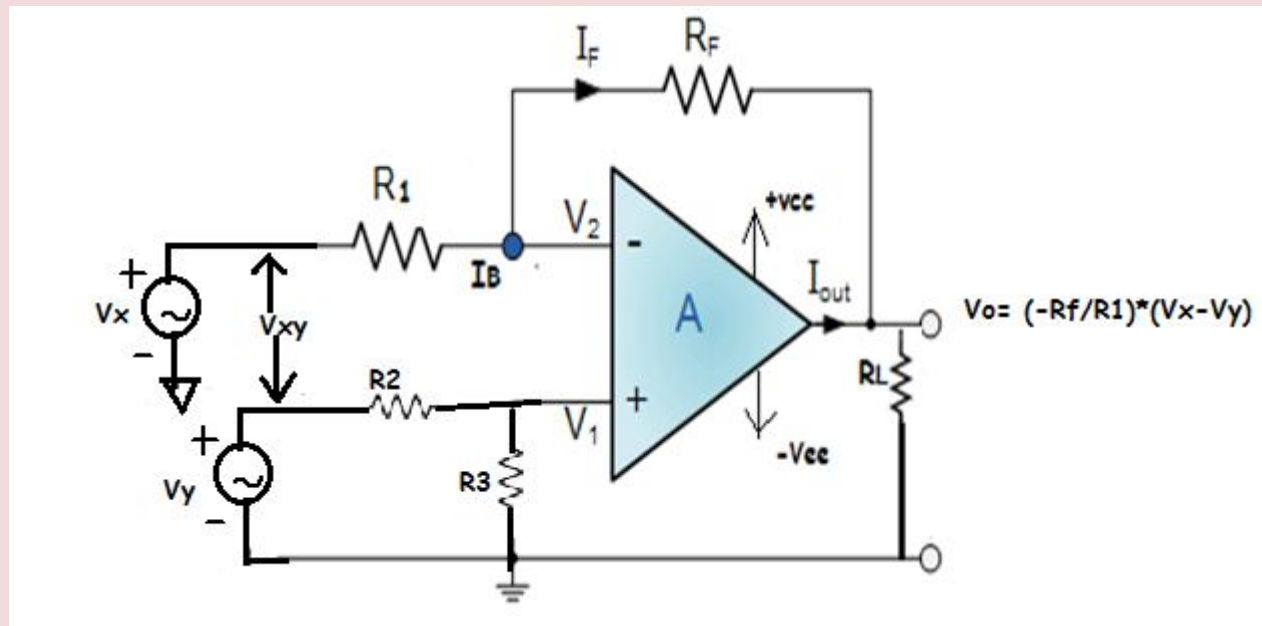 IF
RF
R1
+vcc
V2
-
IB
A
Iout
Vo= (-Rf/R1)*(Vx-Vy)
+
Vx
-
Vxy
R2
RL
+
V1
-Vcc
+
Vy
-
R3